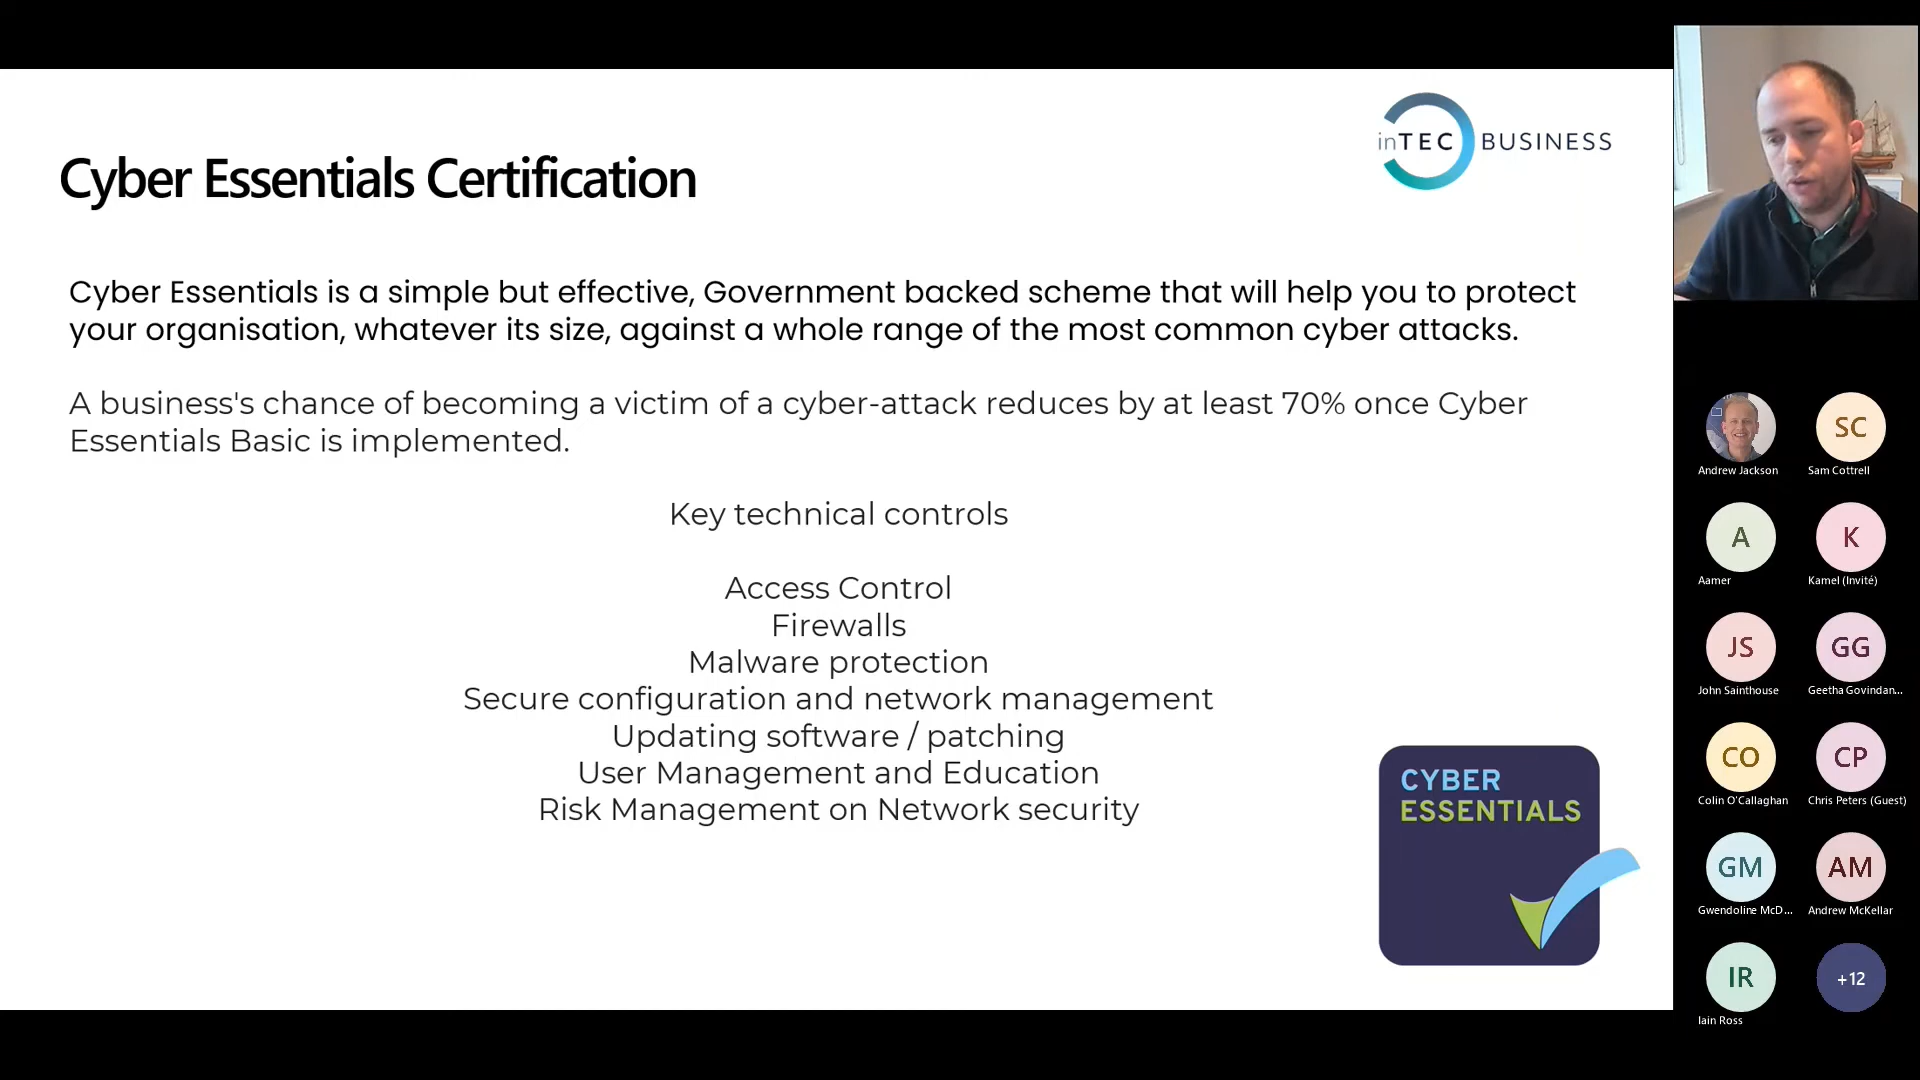 inTEC BUSINESS
Cyber Essentials Certification
Cyber Essentials is a simple but effective, Government backed scheme that will help you to protect
your organisation, whatever its size, against a whole range of the most common cyber attacks.
A business's chance of becoming a victim of a cyber-attack reduces by at least 70% once Cyber
Essentials Basic is implemented.
Key technical controls
Access Control
Firewalls
Malware protection
Secure configuration and network management
Updating software / patching
User Management and Education
Risk Management on Network security
CYBER
ESSENTIALS
SC
Andrew Jackson
Sam Cottrell
A
K
Aamer
Kamel (Invité)
JS
GG
John Sainthouse
Geetha Govindan...
CO
CP
Colin O'Callaghan
Chris Peters (Guest)
GM
AM
Gwendoline McD...
Andrew McKellar
IR
+12
Iain Ross